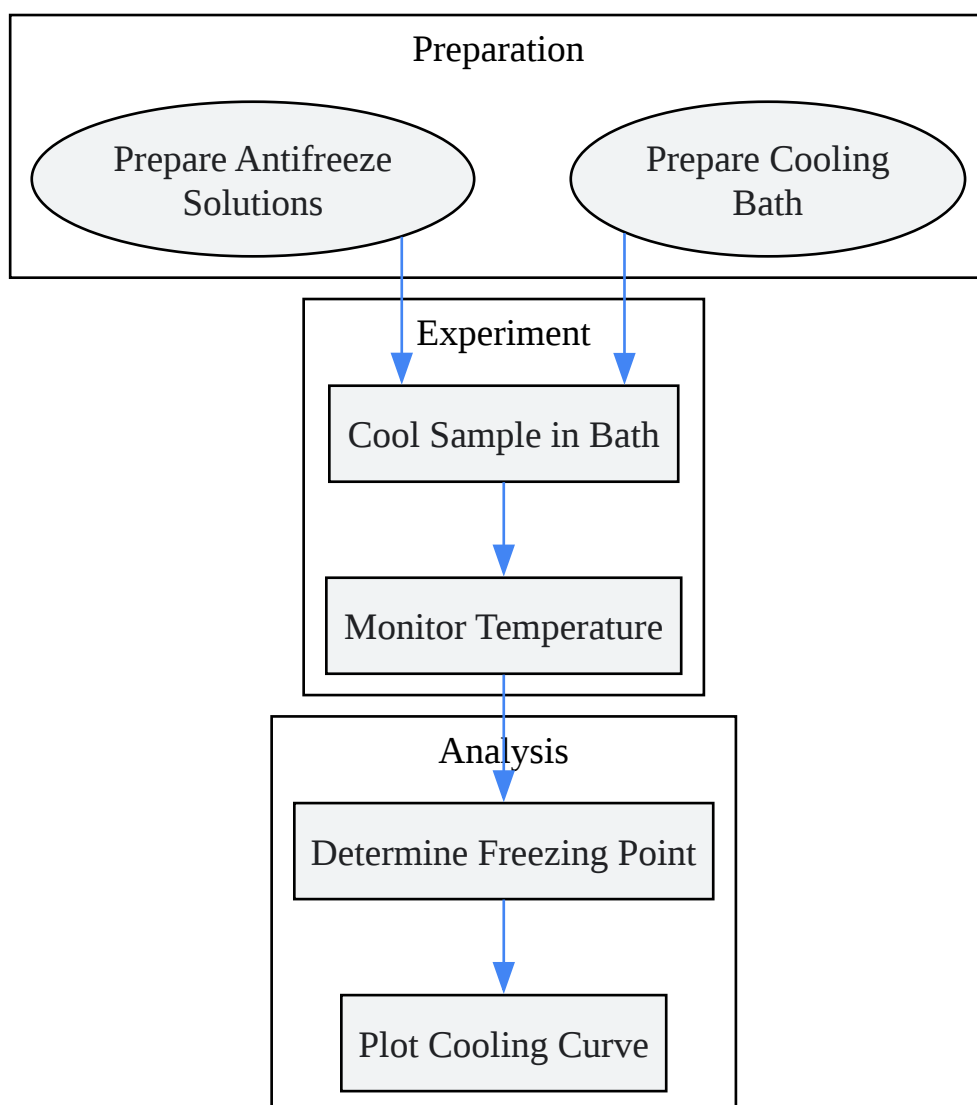 Preparation
Prepare Antifreeze
Solutions
Prepare Cooling
Bath
Experiment
Cool Sample in Bath
Monitor Temperature
Analysis
Determine Freezing Point
Plot Cooling Curve